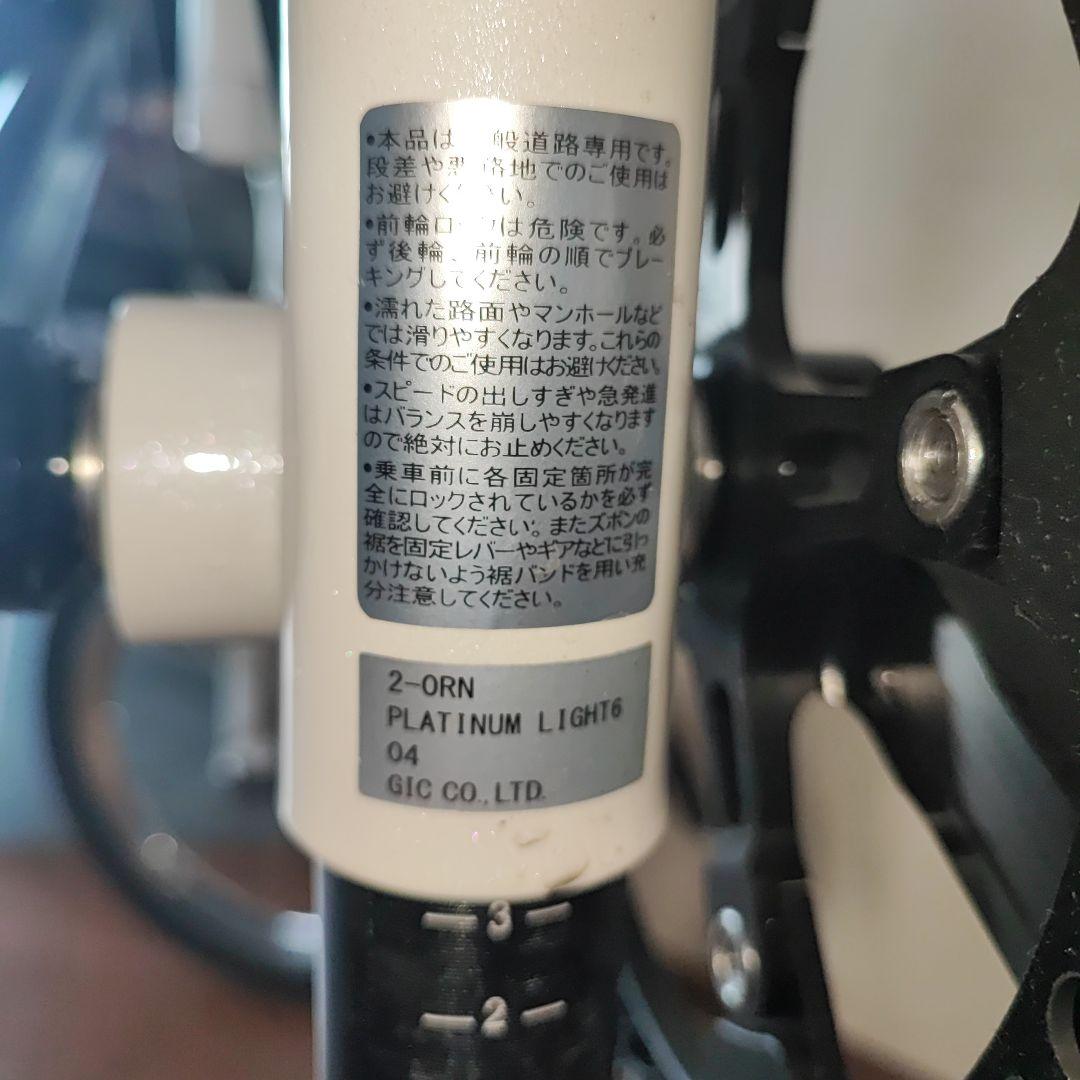 •本品は 般道路専用です。
段差や悪路地でのご使用は
お避けください。
•前輪ロックは危険です。必
ず後輪、前輪の順でブレー
キングしてください。
•濡れた路面やマンホールなど
では滑りやすくなります。これらの
条件でのご使用はお避けください。
•スピードの出しすぎや急発進
はバランスを崩しやすくなります
ので絶対にお止めください。
•乗車前に各固定箇所が完
全にロックされているかを必ず
確認してください。またズボンの
裾を固定レバーやギアなどに引っ
かけないよう裾バンドを用い充
分注意してください。
2-ORN
PLATINUM LIGHT6
04
GIC CO.,LTD.
3
2